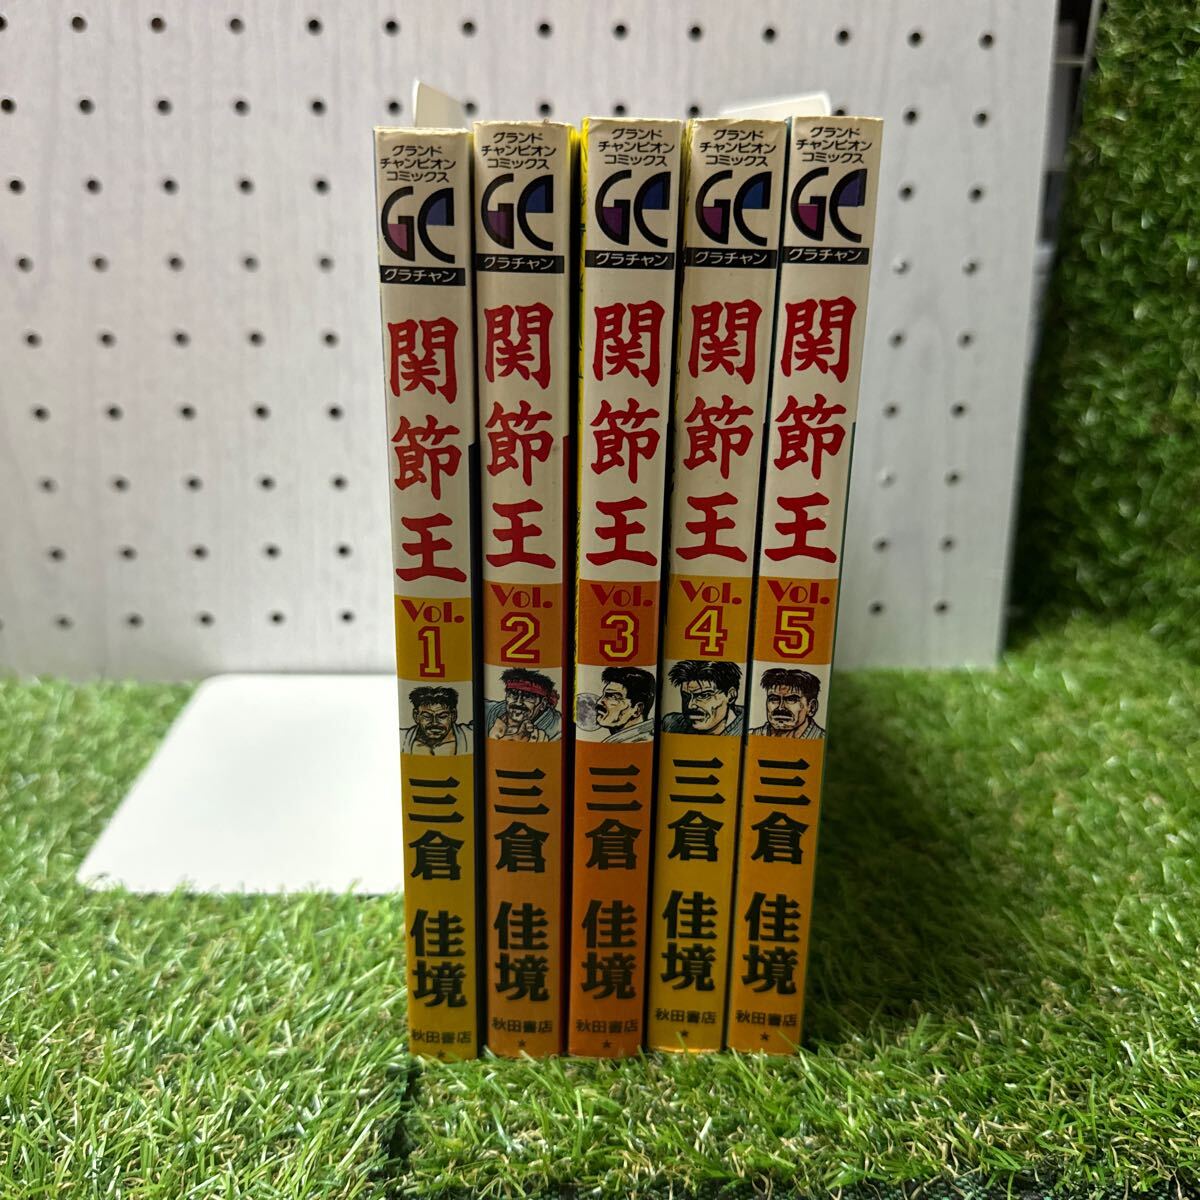 グランド
チャンピオン
コミックス
GC
グラチャン
関節王
Vol.
1
三倉佳境
秋田書店
グランド
チャンピオン
コミックス
GC
グラチャン
関節王
Vol.
2
三倉佳境
秋田書店
グランド
チャンピオン
コミックス
GC
グラチャン
関節王
Vol.
3
三倉佳境
秋田書店
グランド
チャンピオン
コミックス
GC
グラチャン
関節王
Vol.
4
三倉佳境
秋田書店
グランド
チャンピオン
コミックス
GC
グラチャン
関節王
Vol.
5
三倉佳境
秋田書店